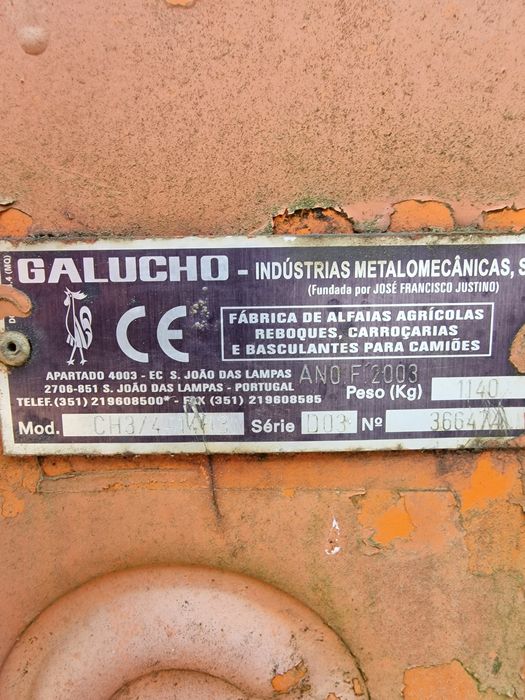 GALUCHO - INDÚSTRIAS METALOMECÂNICAS, S
(Fundada por JOSÉ FRANCISCO JUSTINO)
CE
FÁBRICA DE ALFAIAS AGRÍCOLAS
REBOQUES, CARROÇARIAS
E BASCULANTES PARA CAMIÕES
APARTADO 4003 - EC S. JOÃO DAS LAMPAS
2706-851 S. JOÃO DAS LAMPAS - PORTUGAL
TELEF. (351) 219608500* - FAX (351) 219608585
ANO F 2003
Peso (Kg) 1140
Mod. Série D03 Nº 366474